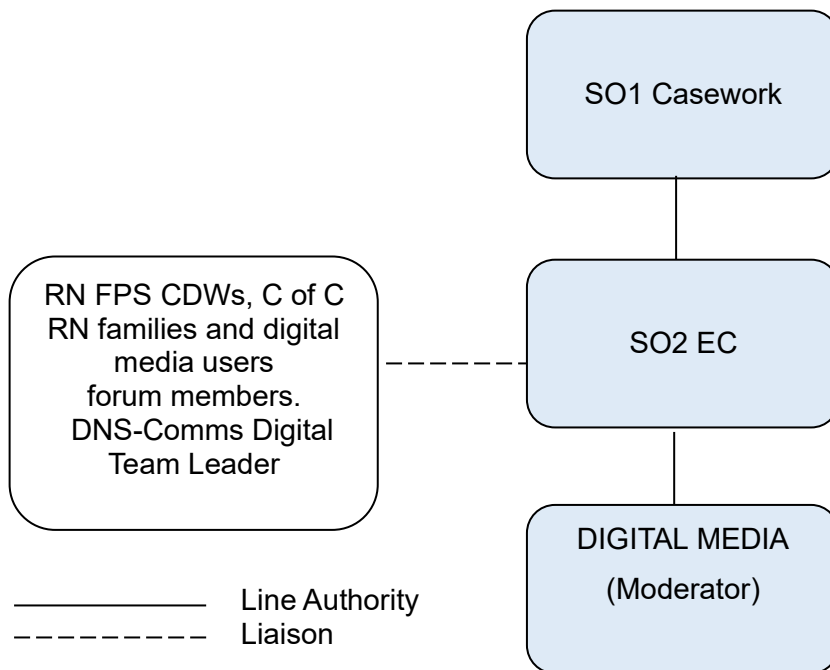 SO1 Casework
RN FPS CDWs, C of C
RN families and digital
media users
forum members.
DNS-Comms Digital
Team Leader
SO2 EC
DIGITAL MEDIA
(Moderator)
Line Authority
Liaison